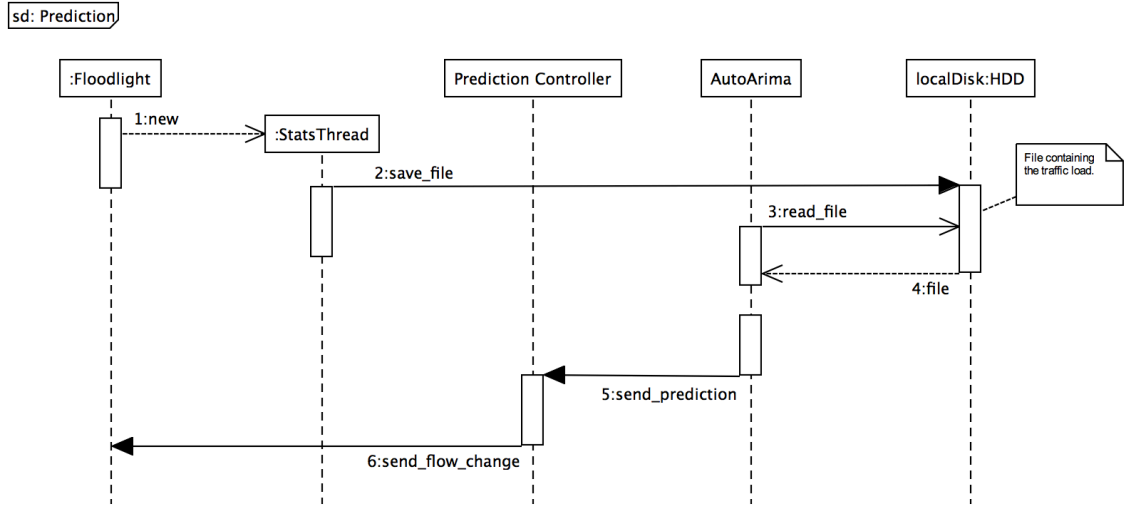 sd: Prediction
:Floodlight
Prediction Controller
AutoArima
localDisk:HDD
1:new
:StatsThread
File containing
the traffic load.
2:save_file
3:read_file
4:file
5:send_prediction
6:send_flow_change